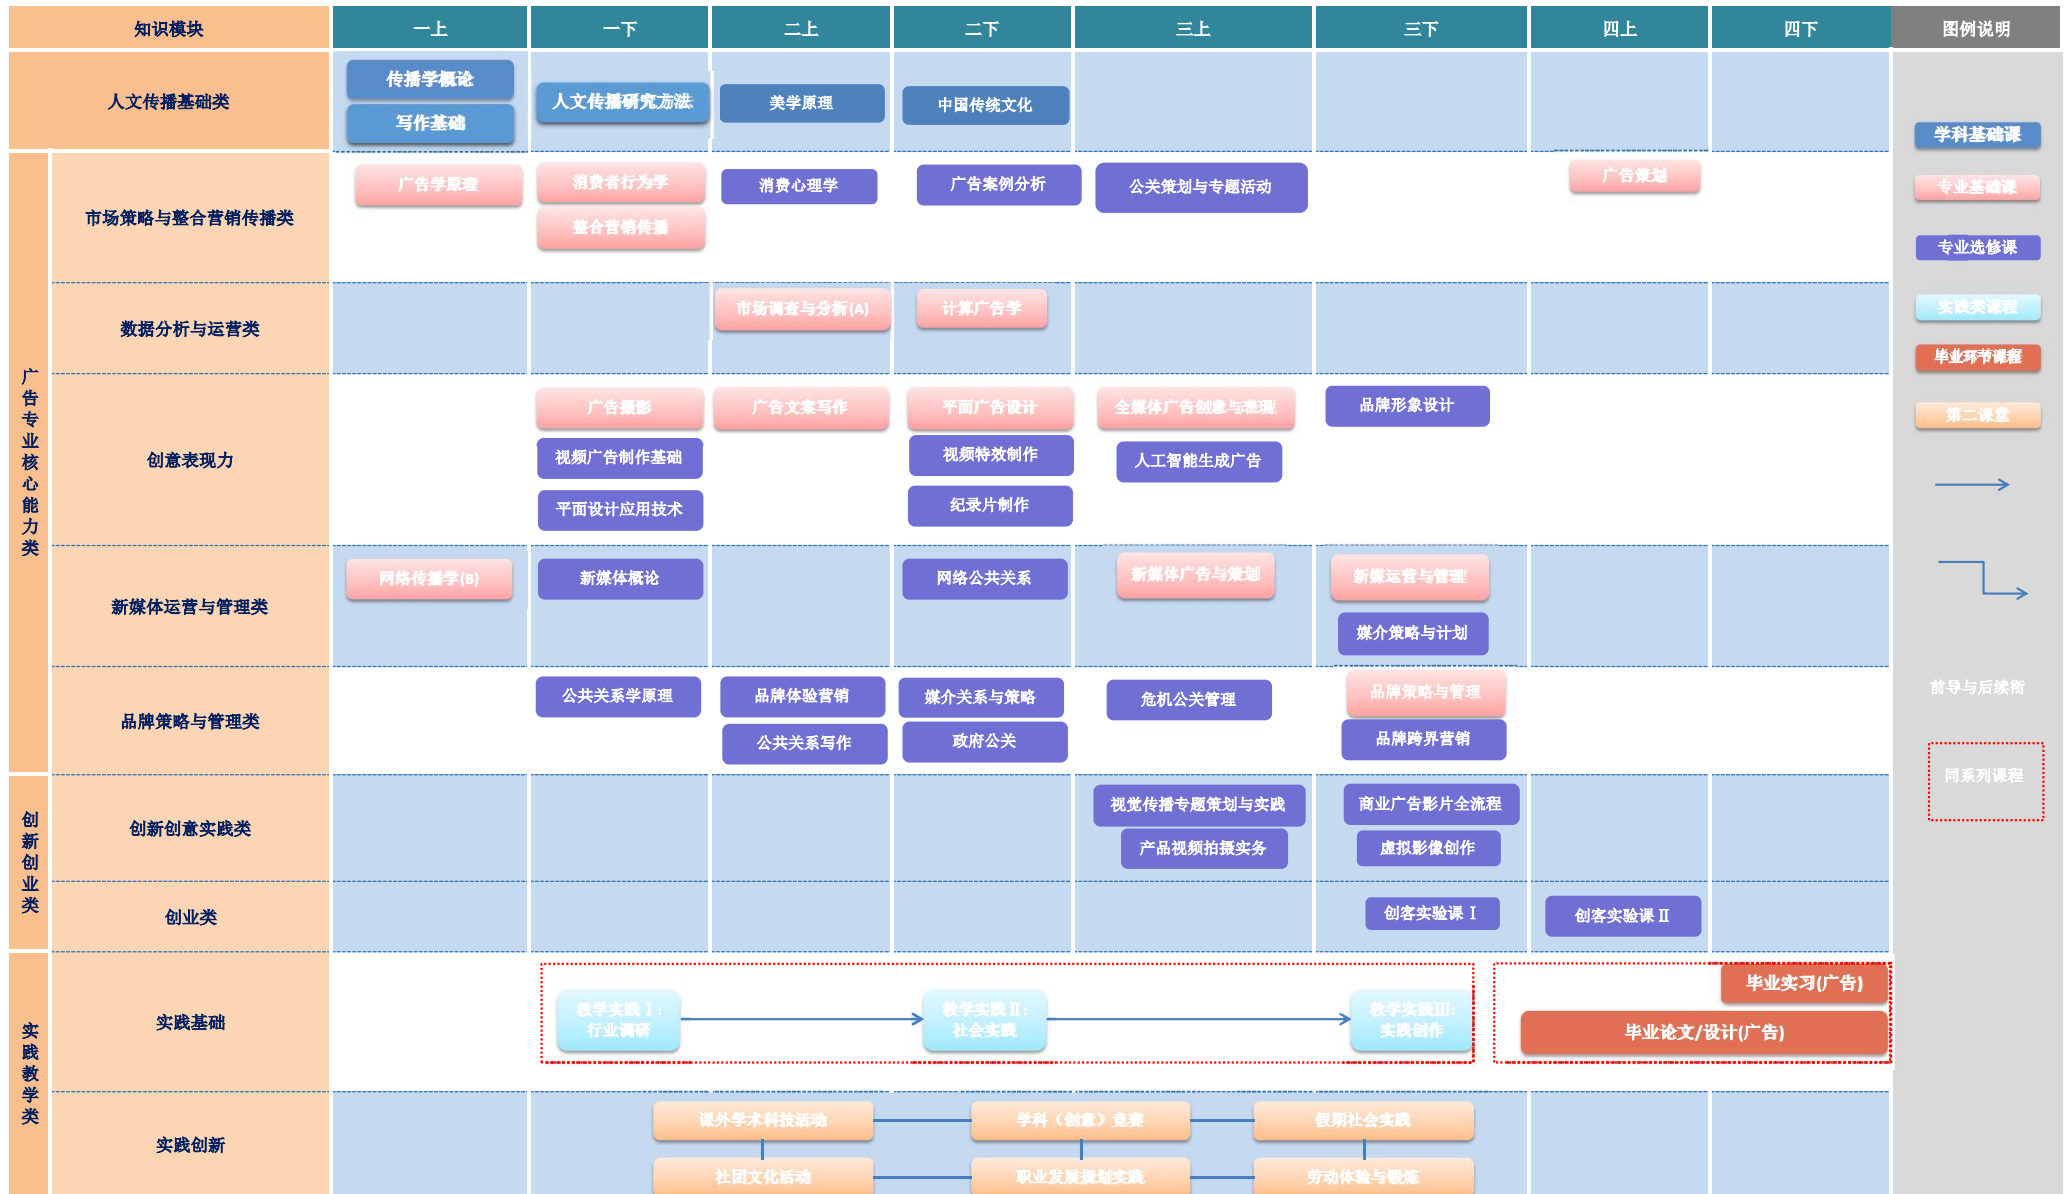 知识模块
一上
一下
二上
二下
三上
三下
四上
四下
图例说明
人文传播基础类
传播学概论
写作基础
人文传播研究方法
美学原理
中国传统文化
学科基础课
专业基础课
专业选修课
实践类课程
毕业环节课程
第二课堂
前导与后续衔
同系列课程
广告专业核心能力类
市场策略与整合营销传播类
广告学原理
消费者行为学
整合营销传播
消费心理学
广告案例分析
公关策划与专题活动
广告策划
数据分析与运营类
市场调查与分析(A)
计算广告学
创意表现力
广告摄影
视频广告制作基础
平面设计应用技术
广告文案写作
平面广告设计
视频特效制作
纪录片制作
全媒体广告创意与表现
人工智能生成广告
品牌形象设计
新媒体运营与管理类
网络传播学(B)
新媒体概论
网络公共关系
新媒体广告与策划
新媒运营与管理
媒介策略与计划
品牌策略与管理类
公共关系学原理
品牌体验营销
公共关系写作
媒介关系与策略
政府公关
危机公关管理
品牌策略与管理
品牌跨界营销
创新创业类
创新创意实践类
视觉传播专题策划与实践
产品视频拍摄实务
商业广告影片全流程
虚拟影像创作
创业类
创客实验课Ⅰ
创客实验课Ⅱ
实践教学类
实践基础
教学实践Ⅰ:
行业调研
教学实践Ⅱ:
社会实践
教学实践Ⅲ:
实践创作
毕业实习(广告)
毕业论文/设计(广告)
实践创新
课外学术科技活动
学科（创意）竞赛
假期社会实践
社团文化活动
职业发展规划实践
劳动体验与锻炼